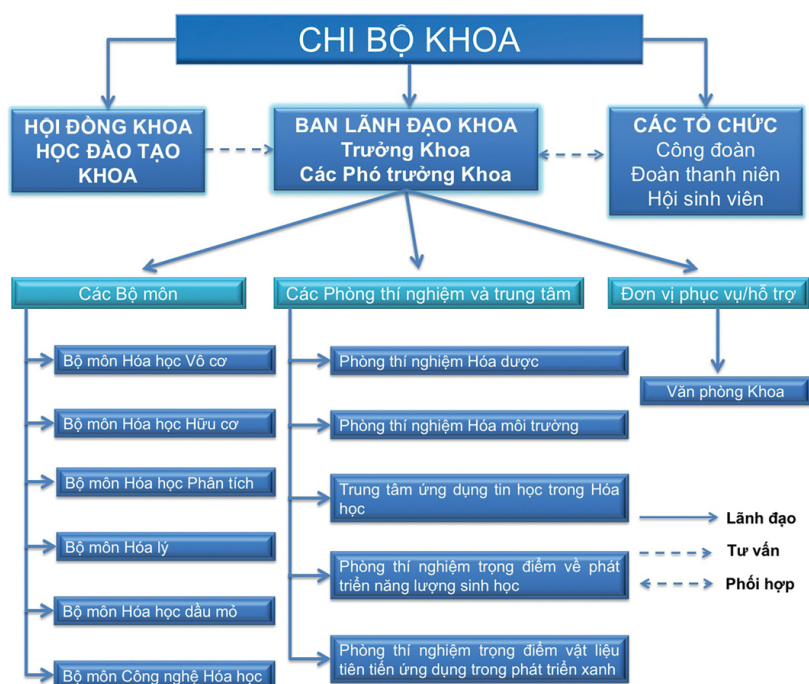 CHI BỘ KHOA
HỘI ĐỒNG KHOA
HỌC ĐÀO TẠO
KHOA
BAN LÃNH ĐẠO KHOA
Trưởng Khoa
Các Phó trưởng Khoa
CÁC TỔ CHỨC
Công đoàn
Đoàn thanh niên
Hội sinh viên
Các Bộ môn
Bộ môn Hóa học Vô cơ
Bộ môn Hóa học Hữu cơ
Bộ môn Hóa học Phân tích
Bộ môn Hóa lý
Bộ môn Hóa học dầu mỏ
Bộ môn Công nghệ Hóa học
Các Phòng thí nghiệm và trung tâm
Phòng thí nghiệm Hóa dược
Phòng thí nghiệm Hóa môi trường
Trung tâm ứng dụng tin học trong Hóa
học
Phòng thí nghiệm trọng điểm về phát
triển năng lượng sinh học
Phòng thí nghiệm trọng điểm vật liệu
tiên tiến ứng dụng trong phát triển xanh
Đơn vị phục vụ/hỗ trợ
Văn phòng Khoa
Lãnh đạo
Tư vấn
Phối hợp